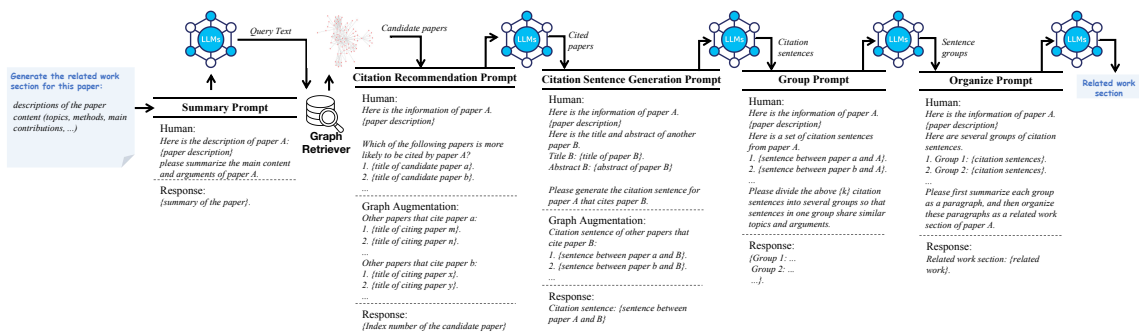 Generate the related work
section for this paper:
descriptions of the paper
content (topics, methods, main
contributions, ...)
LLMs
Query Text
Summary Prompt
Human:
Here is the description of paper A:
{paper description}
please summarize the main content
and arguments of paper A.
Response:
{summary of the paper}.
Graph
Retriever
Candidate papers
Citation Recommendation Prompt
Human:
Here is the information of paper A.
{paper description}
Which of the following papers is more
likely to be cited by paper A?
1. {title of candidate paper a}.
2. {title of candidate paper b}.
...
Graph Augmentation:
Other papers that cite paper a:
1. {title of citing paper m}.
2. {title of citing paper n}.
...
Other papers that cite paper b:
1. {title of citing paper x}.
2. {title of citing paper y}.
...
Response:
{Index number of the candidate paper}
LLMs
Cited
papers
Citation Sentence Generation Prompt
Human:
Here is the information of paper A.
{paper description}
Here is the title and abstract of another
paper B.
Title B: {title of paper B}.
Abstract B: {abstract of paper B}
Please generate the citation sentence for
paper A that cites paper B.
Graph Augmentation:
Citation sentence of other papers that
cite paper B:
1. {sentence between paper a and B}.
2. {sentence between paper b and B}.
...
Response:
Citation sentence: {sentence between
paper A and B}
LLMs
Citation
sentences
Group Prompt
Human:
Here is the information of paper A.
{paper description}
Here is a set of citation sentences
from paper A.
1. {sentence between paper a and A}.
2. {sentence between paper b and A}.
...
Please divide the above {k} citation
sentences into several groups so that
sentences in one group share similar
topics and arguments.
Response:
{Group 1: ...
Group 2: ...
...}.
LLMs
Sentence
groups
Organize Prompt
Human:
Here is the information of paper A.
{paper description}
Here are several groups of citation
sentences.
1. Group 1: {citation sentences}.
2. Group 2: {citation sentences}.
...
Please first summarize each group
as a paragraph, and then organize
these paragraphs as a related work
section of paper A.
Response:
Related work section: {related
work}.
LLMs
Related work
section